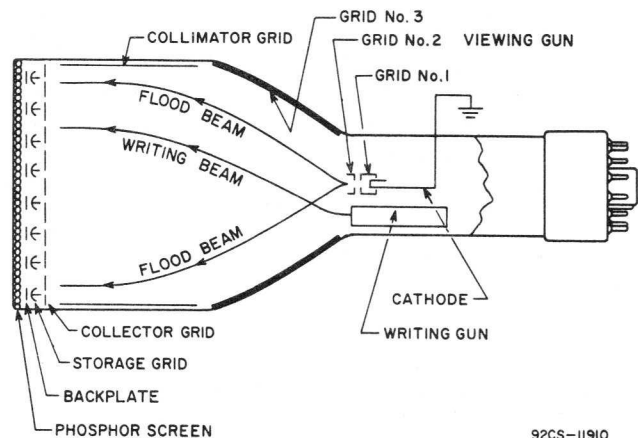 GRID No. 3
COLLIMATOR GRID
GRID No.2 VIEWING GUN
GRID No.1
FLOOD BEAM
WRITING BEAM
FLOOD BEAM
CATHODE
WRITING GUN
COLLECTOR GRID
STORAGE GRID
BACKPLATE
PHOSPHOR SCREEN
92CS-11910